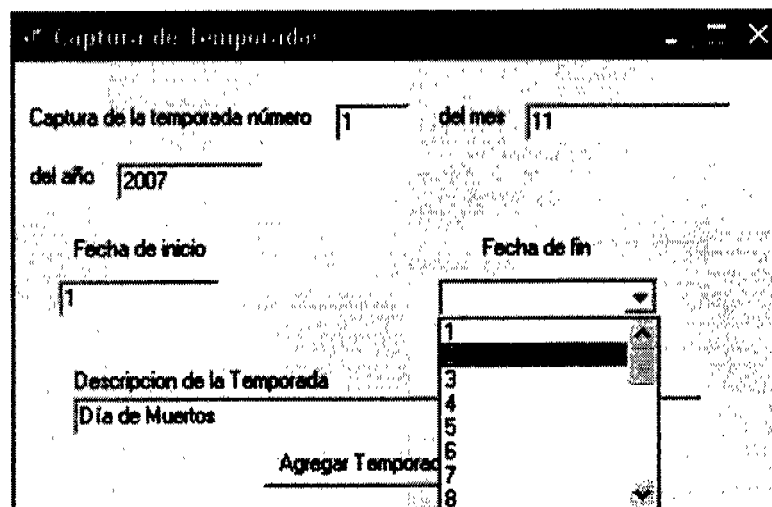 Captura de Temporadas
Captura de la temporada número 1 del mes 11
del año 2007
Fecha de inicio Fecha de fin
1
1
3
Descripcion de la Temporada
4
Día de Muertos
5
6
Agregar
7
8